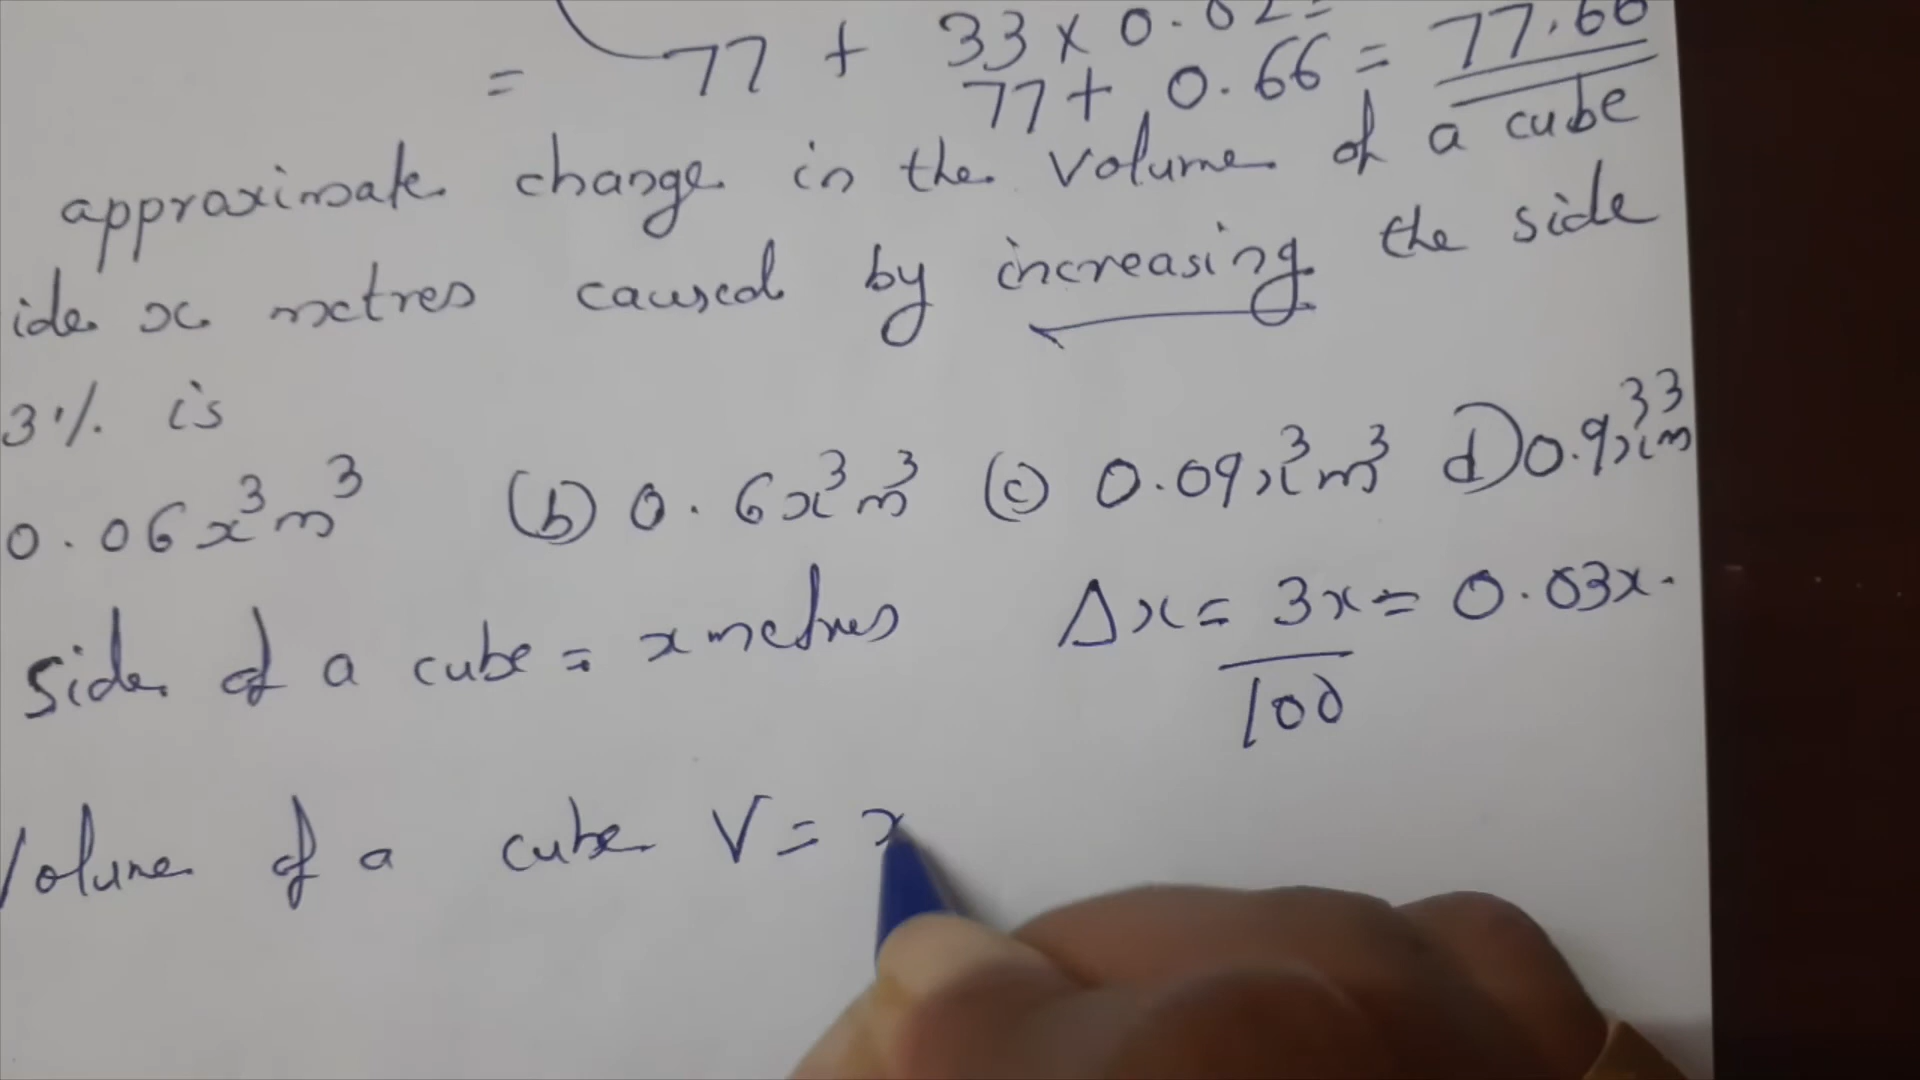 = 77 + 33 x 0.02=
77 + 0.66 = 77.66
approximate change in the volume of a cube
ide x metres caused by increasing the side
3% is
0.06x³m³ (b) 0.6x³m³ (c) 0.09x³m³ d) 0.9x³m³
Side of a cube = x metres Δx = 3x/100 = 0.03x.
Volume of a cube V = x